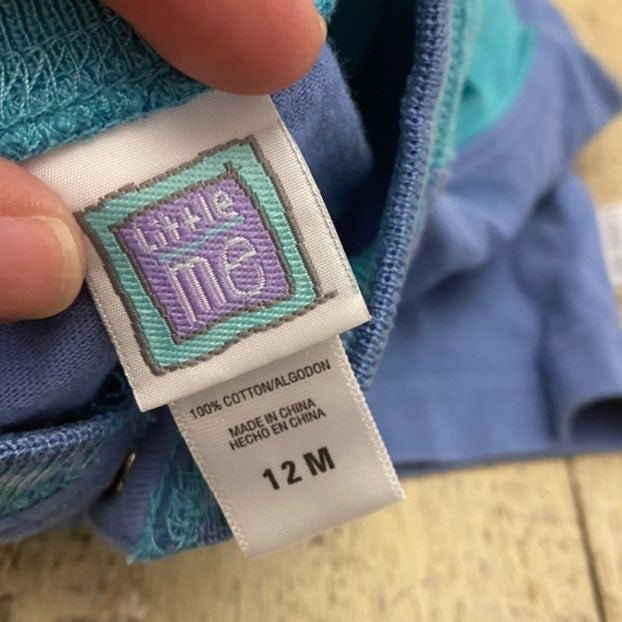 Little
me
100% COTTON/ALGODON
MADE IN CHINA
HECHO EN CHINA
12 M